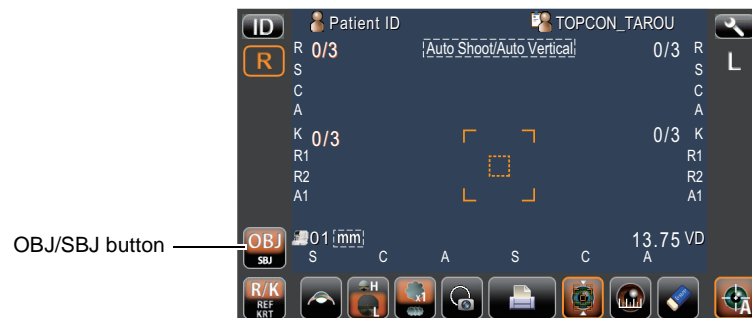 ID Patient ID TOPCON_TAROU
R R 0/3 Auto Shoot/Auto Vertical 0/3 R L
S S
C C
A A
K 0/3 0/3 K
R1 R1
R2 R2
A1 A1
OBJ/SBJ button
OBJ SBJ 01 mm 13.75 VD
S C A S C A
R/K REF KRT H L x1 A